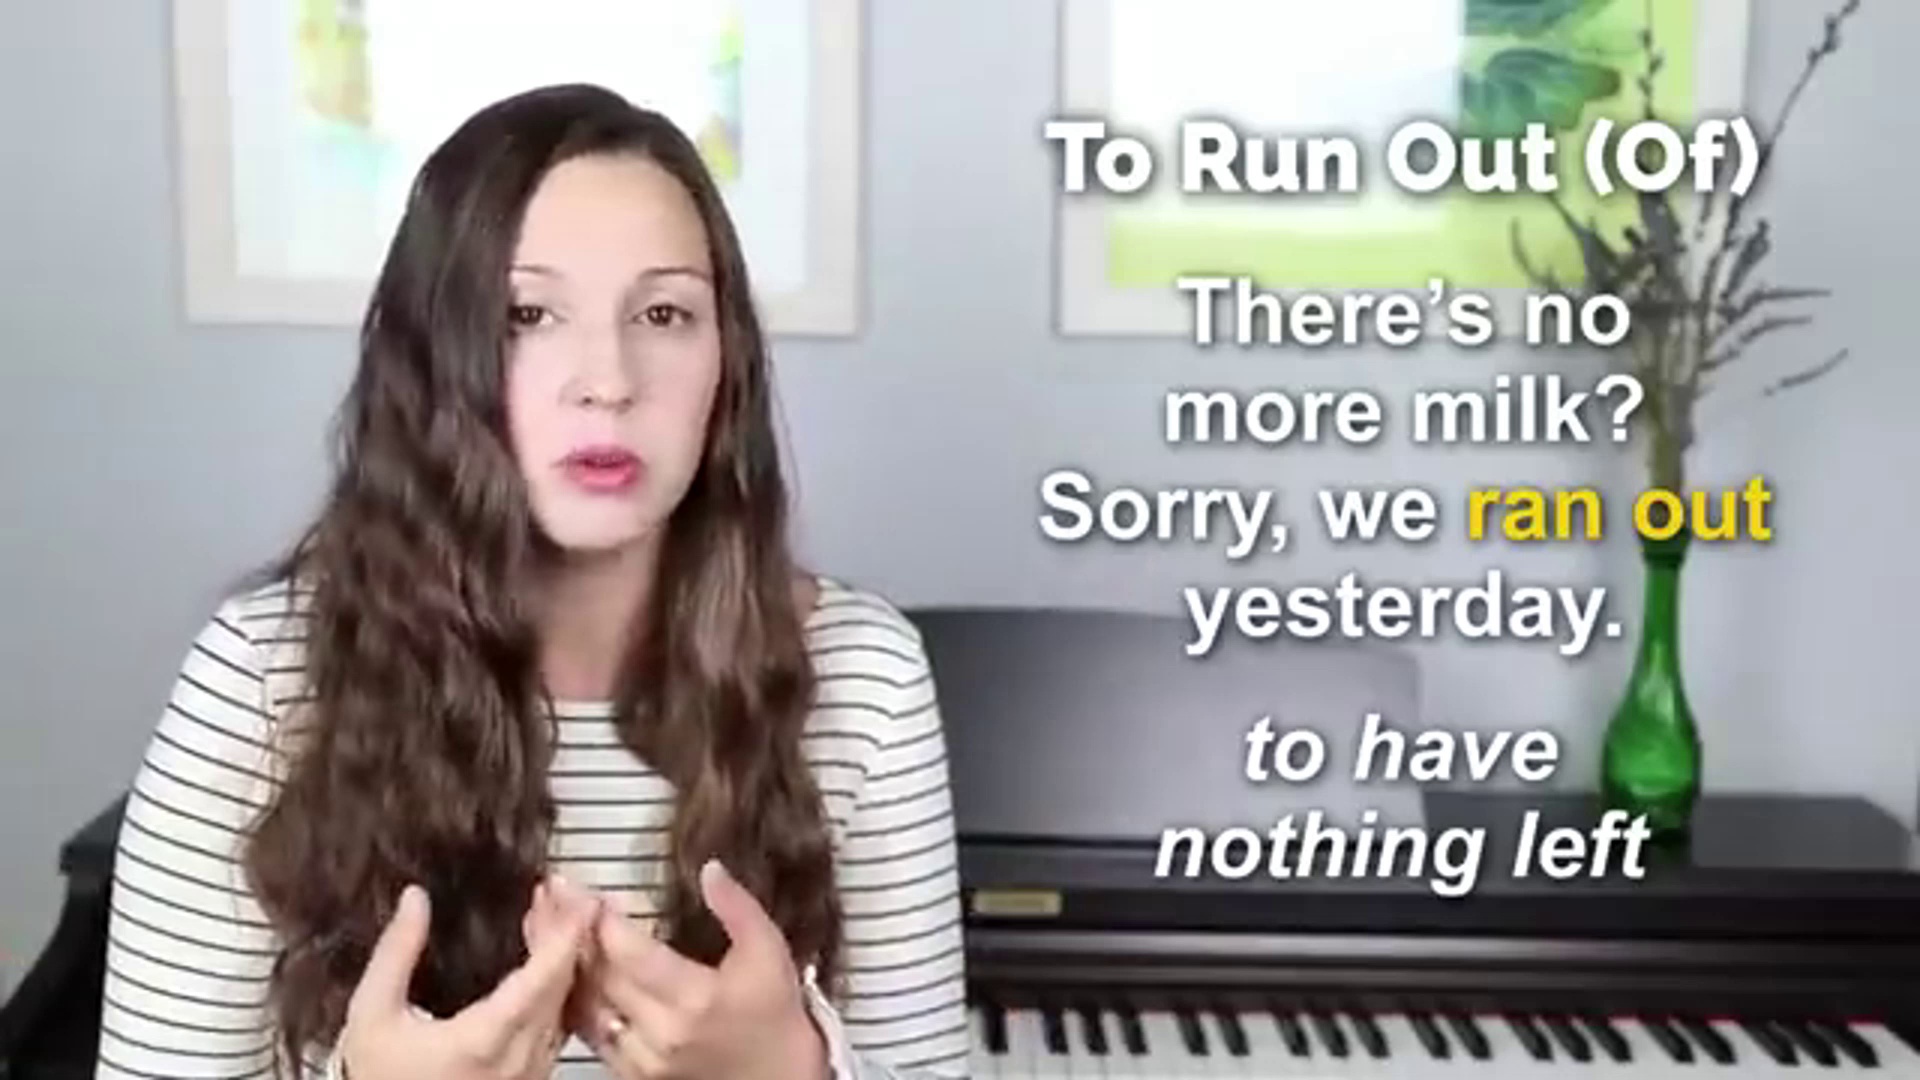 To Run Out (Of)
There's no
more milk?
Sorry, we ran out
yesterday.
to have
nothing left